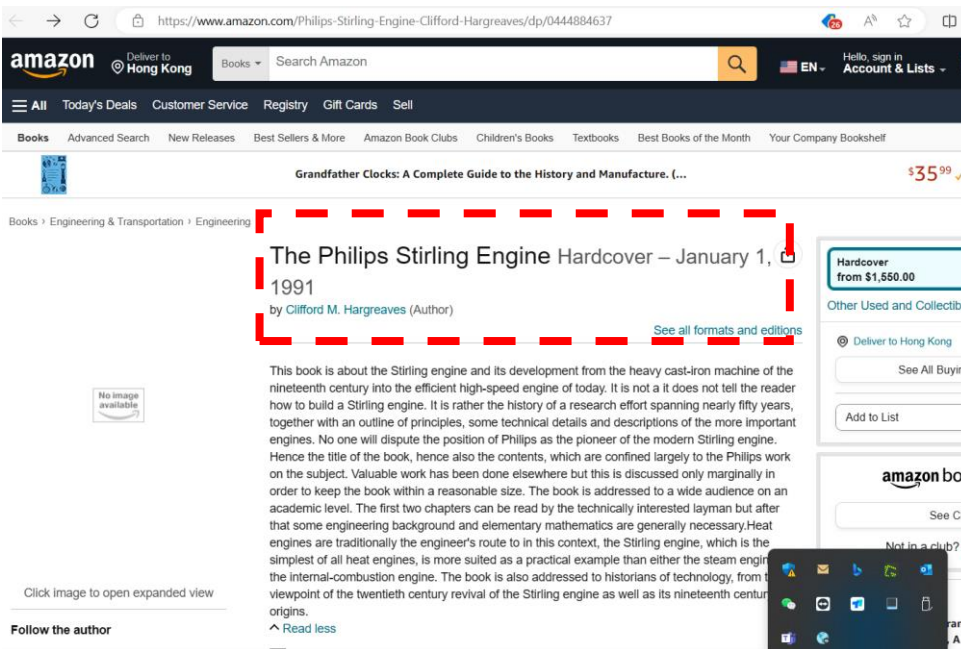 https://www.amazon.com/Philips-Stirling-Engine-Clifford-Hargreaves/dp/0444884637
26
amazon
Deliver to
Hong Kong
Books
Search Amazon
EN
Hello, sign in
Account & Lists
All Today's Deals Customer Service Registry Gift Cards Sell
Books Advanced Search New Releases Best Sellers & More Amazon Book Clubs Children's Books Textbooks Best Books of the Month Your Company Bookshelf
Grandfather Clocks: A Complete Guide to the History and Manufacture. (...
$35⁹⁹
Books › Engineering & Transportation › Engineering
The Philips Stirling Engine Hardcover – January 1,
1991
by Clifford M. Hargreaves (Author)
See all formats and editions
This book is about the Stirling engine and its development from the heavy cast-iron machine of the
nineteenth century into the efficient high-speed engine of today. It is not a it does not tell the reader
how to build a Stirling engine. It is rather the history of a research effort spanning nearly fifty years,
together with an outline of principles, some technical details and descriptions of the more important
engines. No one will dispute the position of Philips as the pioneer of the modern Stirling engine.
Hence the title of the book, hence also the contents, which are confined largely to the Philips work
on the subject. Valuable work has been done elsewhere but this is discussed only marginally in
order to keep the book within a reasonable size. The book is addressed to a wide audience on an
academic level. The first two chapters can be read by the technically interested layman but after
that some engineering background and elementary mathematics are generally necessary.Heat
engines are traditionally the engineer's route to in this context, the Stirling engine, which is the
simplest of all heat engines, is more suited as a practical example than either the steam engin
the internal-combustion engine. The book is also addressed to historians of technology, from t
viewpoint of the twentieth century revival of the Stirling engine as well as its nineteenth centur
origins.
Read less
No image
available
Click image to open expanded view
Follow the author
Hardcover
from $1,550.00
Other Used and Collectib
Deliver to Hong Kong
See All Buyin
Add to List
amazon bo
See C
Not in a club?